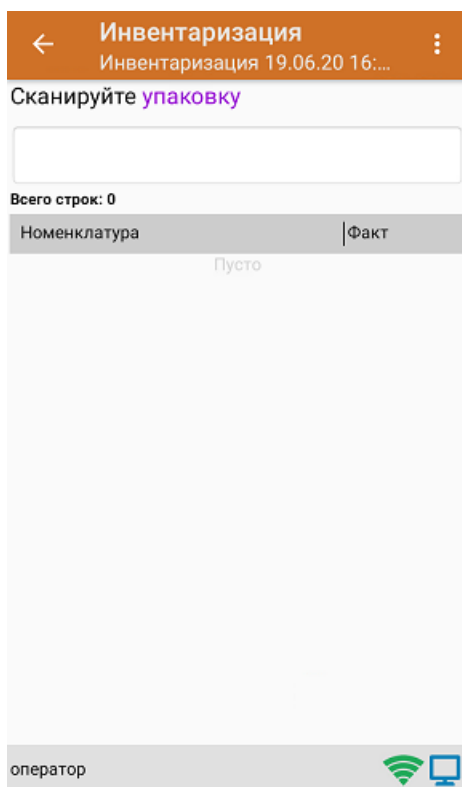 Инвентаризация
Инвентаризация 19.06.20 16:...
Сканируйте упаковку
Всего строк: 0
Номенклатура Факт
Пусто
оператор